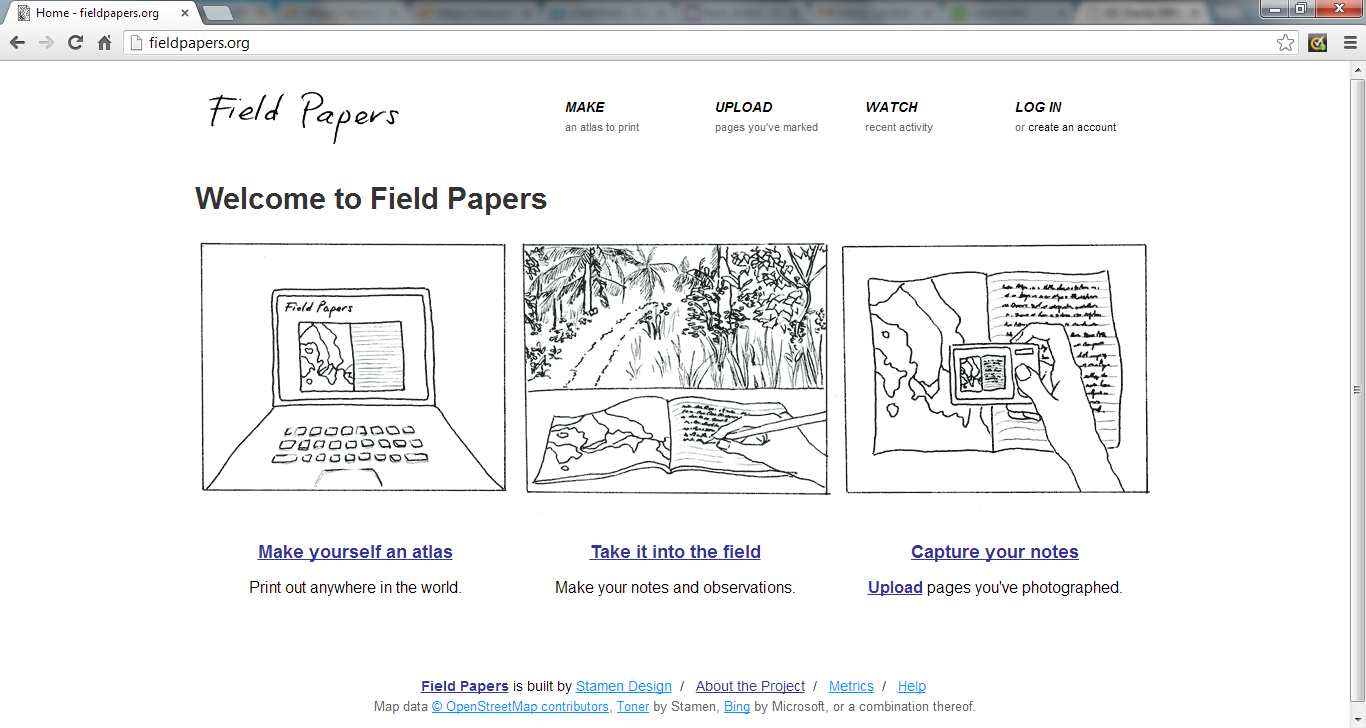 Home - fieldpapers.org
fieldpapers.org
Field Papers
MAKE
an atlas to print
UPLOAD
pages you've marked
WATCH
recent activity
LOG IN
or create an account
Welcome to Field Papers
Field Papers
Make yourself an atlas
Print out anywhere in the world.
Take it into the field
Make your notes and observations.
Capture your notes
Upload pages you've photographed.
Field Papers is built by Stamen Design / About the Project / Metrics / Help
Map data © OpenStreetMap contributors, Toner by Stamen, Bing by Microsoft, or a combination thereof.